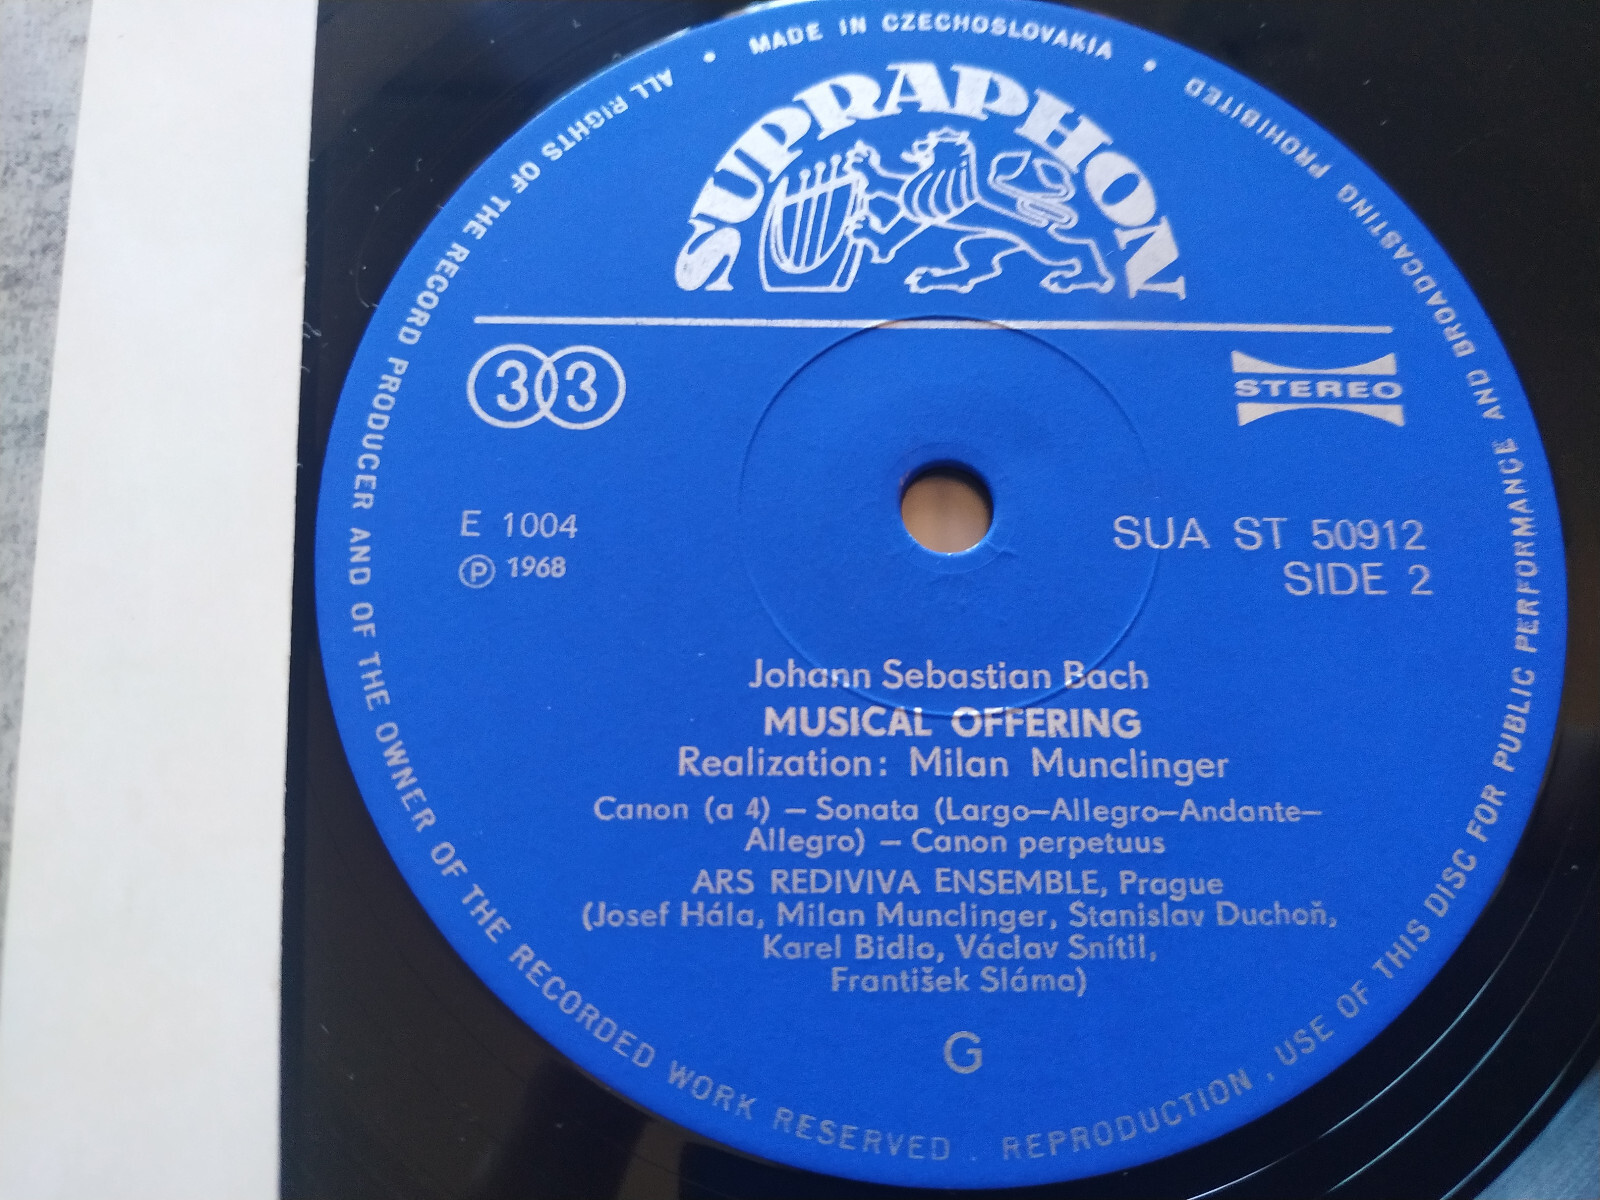 MADE IN CZECHOSLOVAKIA
SUPRAPHON
33
STEREO
E 1004
Ⓟ 1968
SUA ST 50912
SIDE 2
Johann Sebastian Bach
MUSICAL OFFERING
Realization: Milan Munclinger
Canon (a 4) – Sonata (Largo–Allegro–Andante–
Allegro) – Canon perpetuus
ARS REDIVIVA ENSEMBLE, Prague
(Josef Hála, Milan Munclinger, Stanislav Duchoň,
Karel Bidlo, Václav Snítil,
František Sláma)
G
ALL RIGHTS OF THE RECORD PRODUCER AND OF THE OWNER OF THE RECORDED WORK RESERVED . REPRODUCTION , USE OF THIS DISC FOR PUBLIC PERFORMANCE AND BROADCASTING PROHIBITED